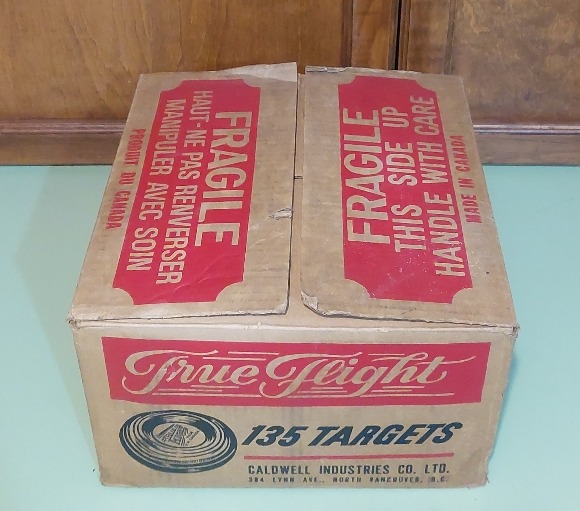 FRAGILE
HAUT-NE PAS RENVERSER
MANIPULER AVEC SOIN
PRODUIT DU CANADA
FRAGILE
THIS SIDE UP
HANDLE WITH CARE
MADE IN CANADA
True Flight
135 TARGETS
CALDWELL INDUSTRIES CO. LTD.
384 LYNN AVE., NORTH VANCOUVER, B.C.